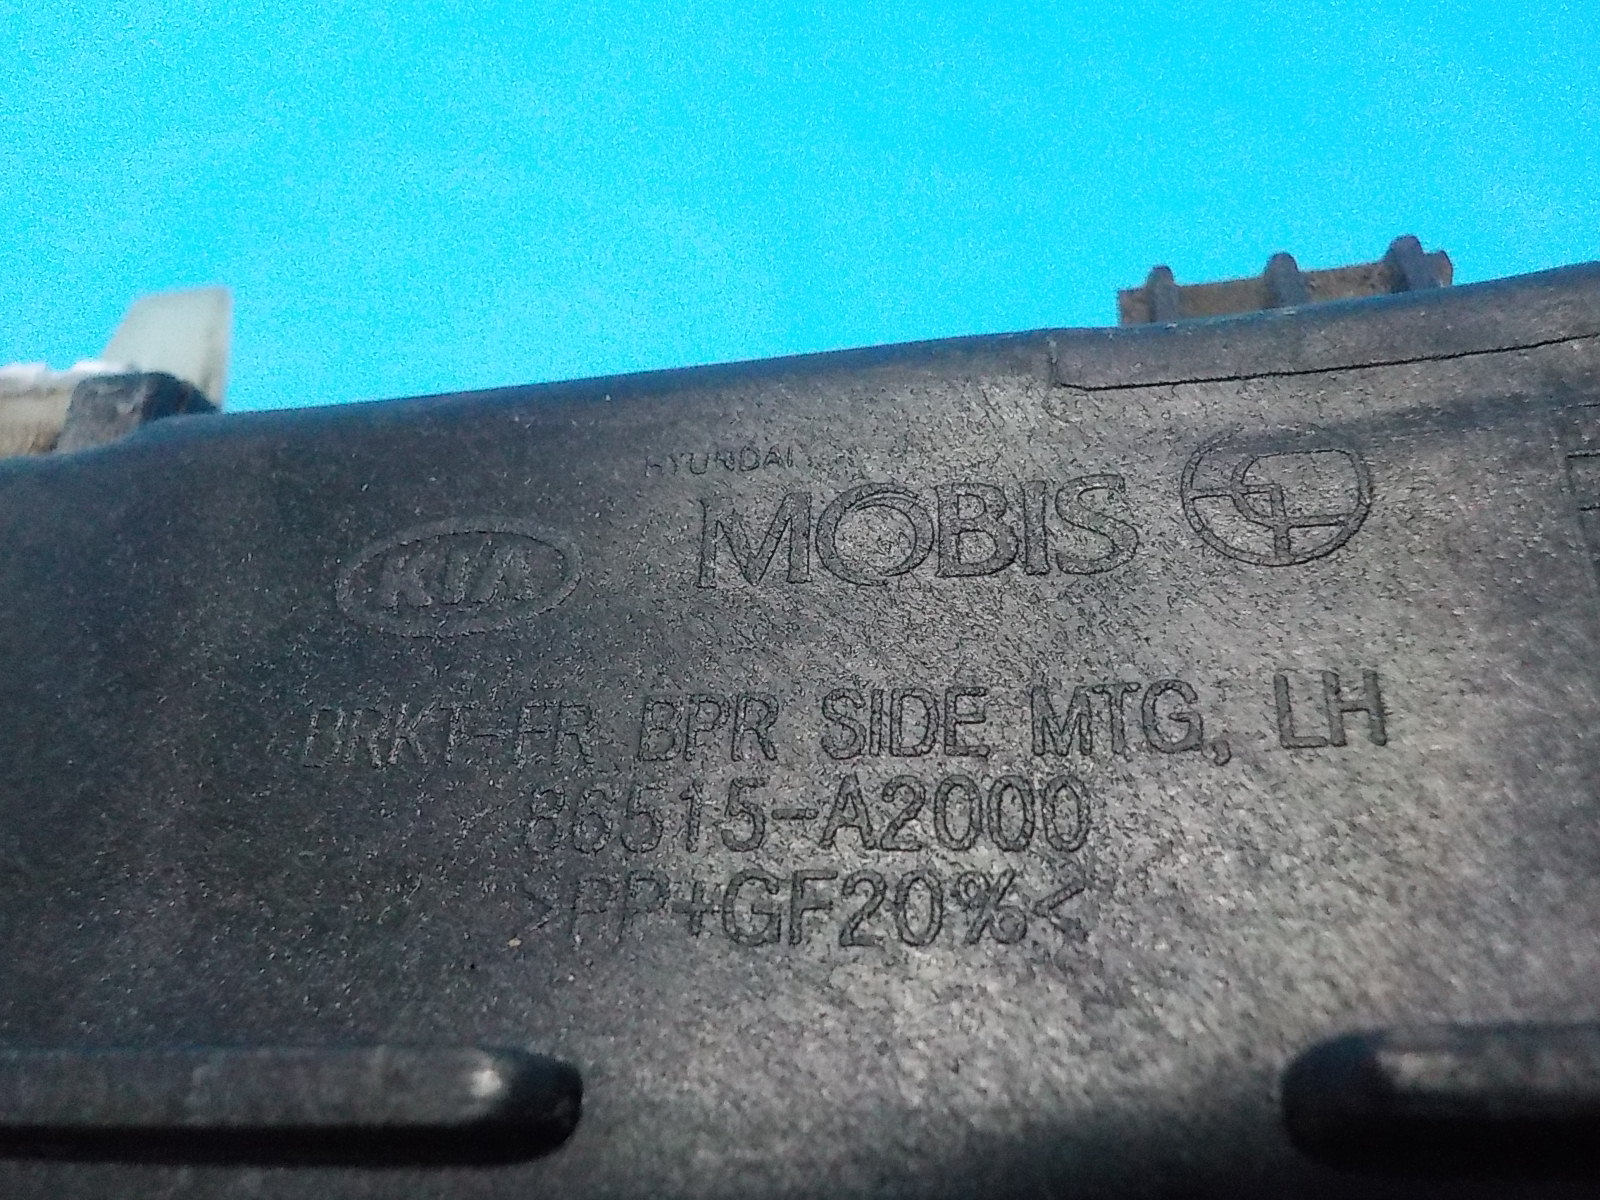 HYUNDAI
KIA MOBIS
BRKT-FR BPR SIDE MTG, LH
86515-A2000
>PP+GF20%<